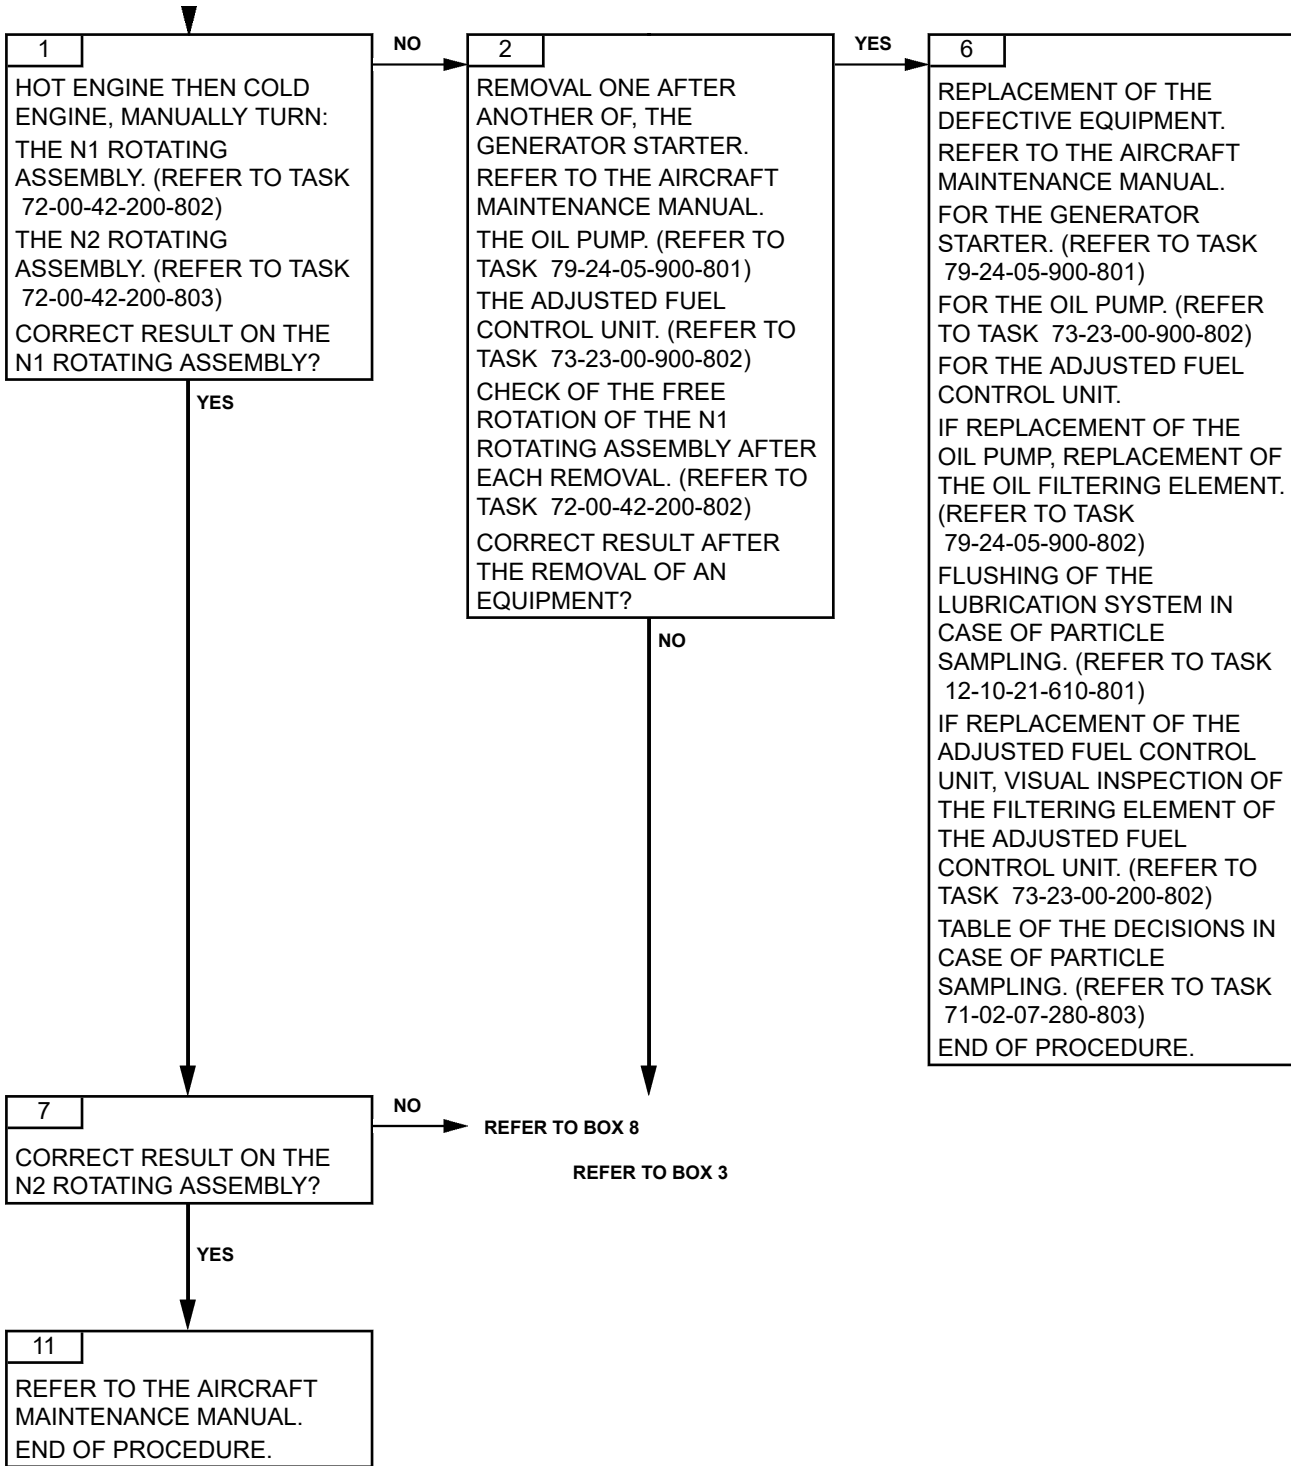 1
HOT ENGINE THEN COLD
ENGINE, MANUALLY TURN:
THE N1 ROTATING
ASSEMBLY. (REFER TO TASK
72-00-42-200-802)
THE N2 ROTATING
ASSEMBLY. (REFER TO TASK
72-00-42-200-803)
CORRECT RESULT ON THE
N1 ROTATING ASSEMBLY?
NO
YES
2
REMOVAL ONE AFTER
ANOTHER OF, THE
GENERATOR STARTER.
REFER TO THE AIRCRAFT
MAINTENANCE MANUAL.
THE OIL PUMP. (REFER TO
TASK 79-24-05-900-801)
THE ADJUSTED FUEL
CONTROL UNIT. (REFER TO
TASK 73-23-00-900-802)
CHECK OF THE FREE
ROTATION OF THE N1
ROTATING ASSEMBLY AFTER
EACH REMOVAL. (REFER TO
TASK 72-00-42-200-802)
CORRECT RESULT AFTER
THE REMOVAL OF AN
EQUIPMENT?
YES
NO
6
REPLACEMENT OF THE
DEFECTIVE EQUIPMENT.
REFER TO THE AIRCRAFT
MAINTENANCE MANUAL.
FOR THE GENERATOR
STARTER. (REFER TO TASK
79-24-05-900-801)
FOR THE OIL PUMP. (REFER
TO TASK 73-23-00-900-802)
FOR THE ADJUSTED FUEL
CONTROL UNIT.
IF REPLACEMENT OF THE
OIL PUMP, REPLACEMENT OF
THE OIL FILTERING ELEMENT.
(REFER TO TASK
79-24-05-900-802)
FLUSHING OF THE
LUBRICATION SYSTEM IN
CASE OF PARTICLE
SAMPLING. (REFER TO TASK
12-10-21-610-801)
IF REPLACEMENT OF THE
ADJUSTED FUEL CONTROL
UNIT, VISUAL INSPECTION OF
THE FILTERING ELEMENT OF
THE ADJUSTED FUEL
CONTROL UNIT. (REFER TO
TASK 73-23-00-200-802)
TABLE OF THE DECISIONS IN
CASE OF PARTICLE
SAMPLING. (REFER TO TASK
71-02-07-280-803)
END OF PROCEDURE.
7
CORRECT RESULT ON THE
N2 ROTATING ASSEMBLY?
NO
REFER TO BOX 8
REFER TO BOX 3
YES
11
REFER TO THE AIRCRAFT
MAINTENANCE MANUAL.
END OF PROCEDURE.